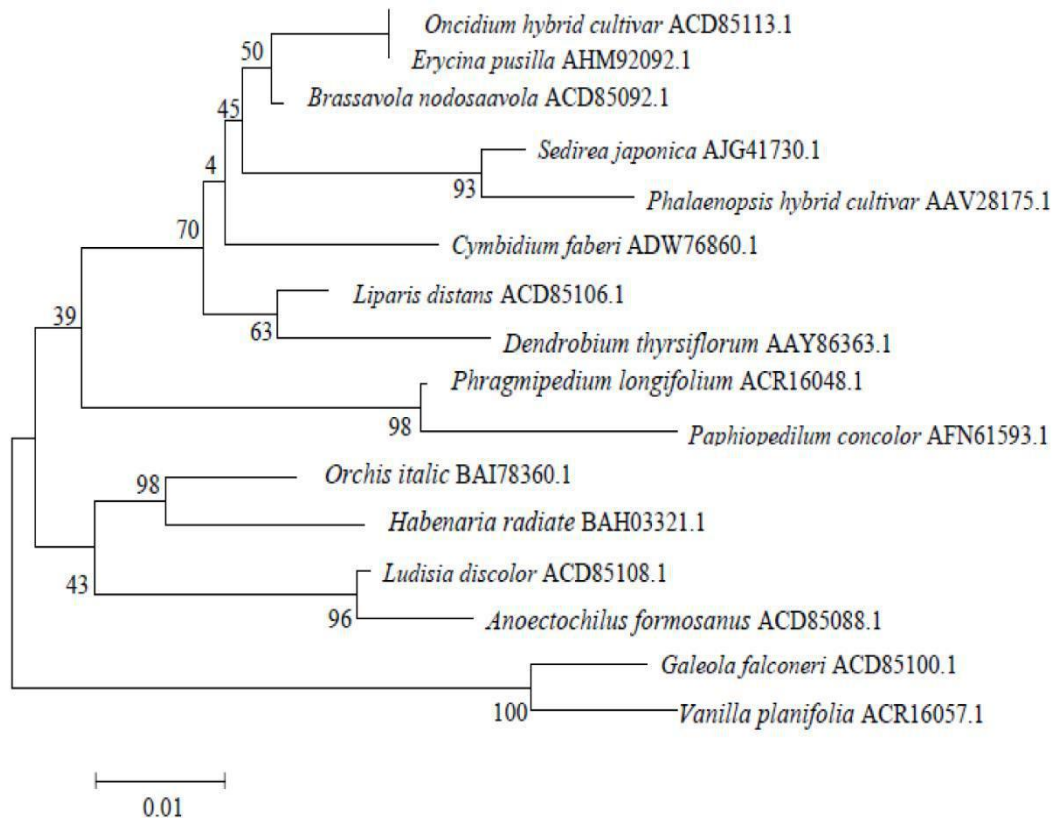 Oncidium hybrid cultivar ACD85113.1
50
Erycina pusilla AHM92092.1
Brassavola nodosaavola ACD85092.1
45
Sedirea japonica AJG41730.1
4
93
Phalaenopsis hybrid cultivar AAV28175.1
70
Cymbidium faberi ADW76860.1
Liparis distans ACD85106.1
39
63
Dendrobium thyrsiflorum AAY86363.1
Phragmipedium longifolium ACR16048.1
98
Paphiopedilum concolor AFN61593.1
Orchis italic BAI78360.1
98
Habenaria radiate BAH03321.1
Ludisia discolor ACD85108.1
43
96
Anoectochilus formosanus ACD85088.1
Galeola falconeri ACD85100.1
100
Vanilla planifolia ACR16057.1
0.01